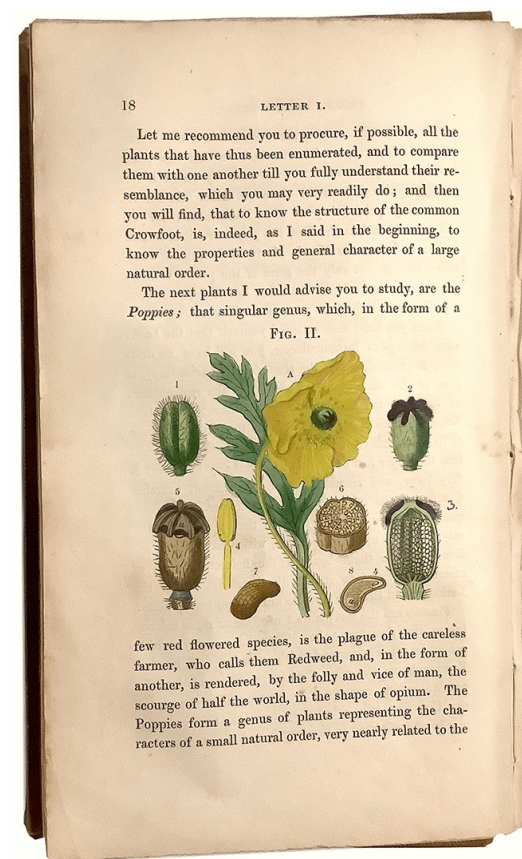 18 LETTER I.
Let me recommend you to procure, if possible, all the
plants that have thus been enumerated, and to compare
them with one another till you fully understand their re-
semblance, which you may very readily do; and then
you will find, that to know the structure of the common
Crowfoot, is, indeed, as I said in the beginning, to
know the properties and general character of a large
natural order.
The next plants I would advise you to study, are the
Poppies; that singular genus, which, in the form of a
FIG. II.
A
1
2
5
4
6
3.
7
8
few red flowered species, is the plague of the careless
farmer, who calls them Redweed, and, in the form of
another, is rendered, by the folly and vice of man, the
scourge of half the world, in the shape of opium. The
Poppies form a genus of plants representing the cha-
racters of a small natural order, very nearly related to the